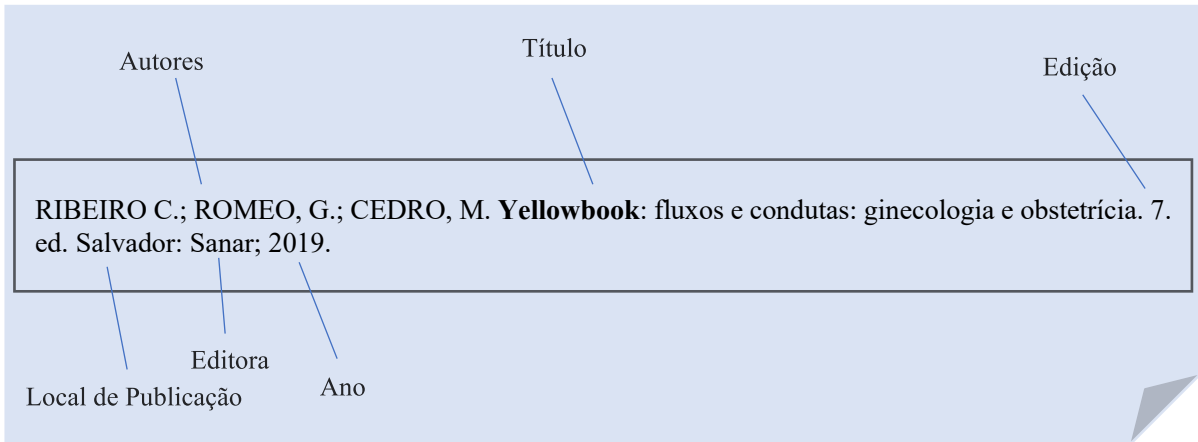 Autores
Título
Edição
RIBEIRO C.; ROMEO, G.; CEDRO, M. Yellowbook: fluxos e condutas: ginecologia e obstetrícia. 7.
ed. Salvador: Sanar; 2019.
Editora
Ano
Local de Publicação